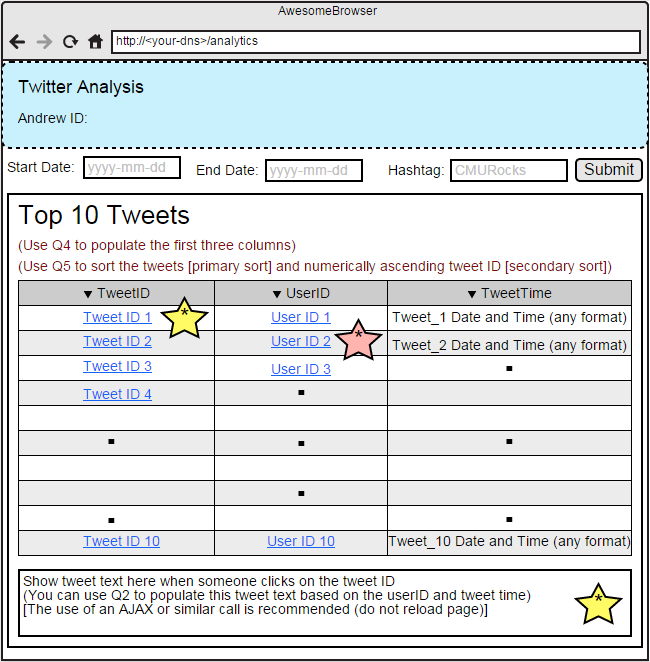 AwesomeBrowser
http://<your-dns>/analytics
Twitter Analysis
Andrew ID:
Start Date: yyyy-mm-dd End Date: yyyy-mm-dd Hashtag: CMURocks Submit
Top 10 Tweets
(Use Q4 to populate the first three columns)
(Use Q5 to sort the tweets [primary sort] and numerically ascending tweet ID [secondary sort])
▼ TweetID ▼ UserID ▼ TweetTime
Tweet ID 1 * User ID 1 Tweet_1 Date and Time (any format)
Tweet ID 2 User ID 2 * Tweet_2 Date and Time (any format)
Tweet ID 3 User ID 3
Tweet ID 4
Tweet ID 10 User ID 10 Tweet_10 Date and Time (any format)
Show tweet text here when someone clicks on the tweet ID
(You can use Q2 to populate this tweet text based on the userID and tweet time)
[The use of an AJAX or similar call is recommended (do not reload page)]
*